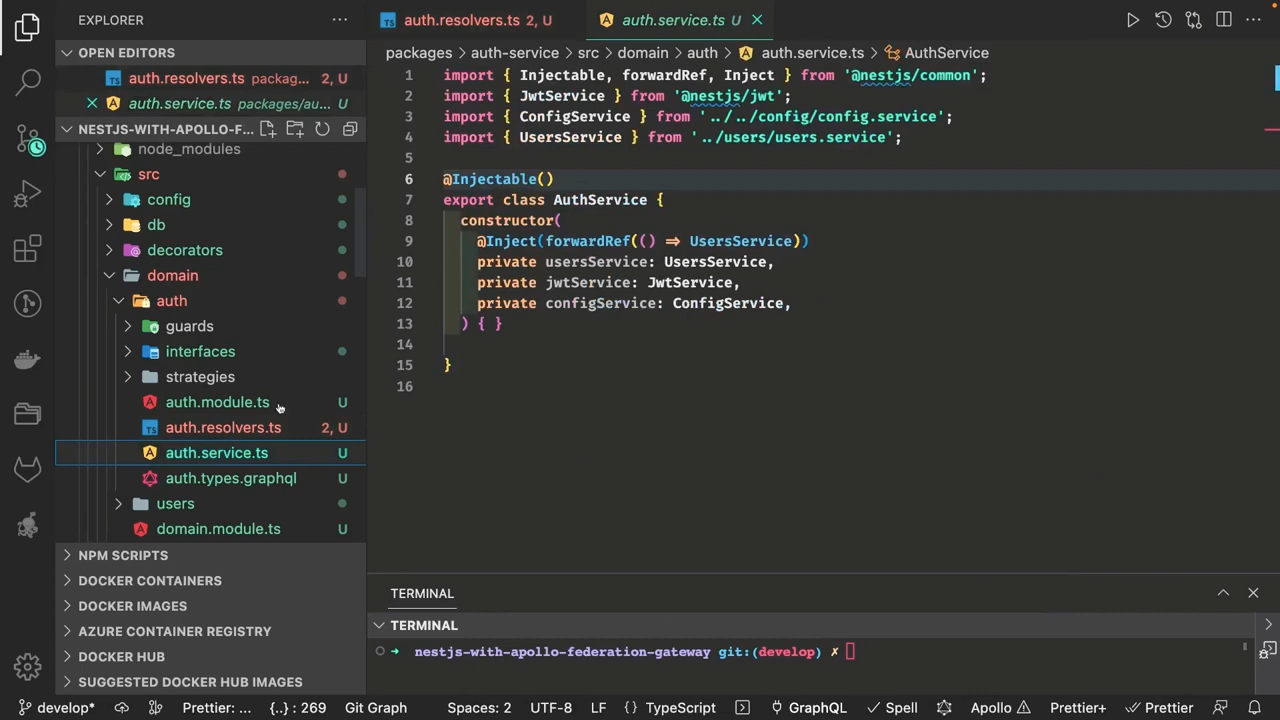 EXPLORER
OPEN EDITORS
auth.resolvers.ts packag... 2, U
auth.service.ts packages/au... U
NESTJS-WITH-APOLLO-F...
node_modules
src
config
db
decorators
domain
auth
guards
interfaces
strategies
auth.module.ts U
auth.resolvers.ts 2, U
auth.service.ts U
auth.types.graphql U
users
domain.module.ts U
NPM SCRIPTS
DOCKER CONTAINERS
DOCKER IMAGES
AZURE CONTAINER REGISTRY
DOCKER HUB
SUGGESTED DOCKER HUB IMAGES
TS auth.resolvers.ts 2, U
auth.service.ts U
packages > auth-service > src > domain > auth > auth.service.ts > AuthService
1 import { Injectable, forwardRef, Inject } from '@nestjs/common';
2 import { JwtService } from '@nestjs/jwt';
3 import { ConfigService } from '../../config/config.service';
4 import { UsersService } from '../users/users.service';
5
6 @Injectable()
7 export class AuthService {
8 constructor(
9 @Inject(forwardRef(() => UsersService))
10 private usersService: UsersService,
11 private jwtService: JwtService,
12 private configService: ConfigService,
13 ) { }
14
15 }
16
TERMINAL
TERMINAL
→ nestjs-with-apollo-federation-gateway git:(develop) ✗
develop* Prettier: ... {..} : 269 Git Graph Spaces: 2 UTF-8 LF {} TypeScript GraphQL Spell Apollo Prettier+ Prettier